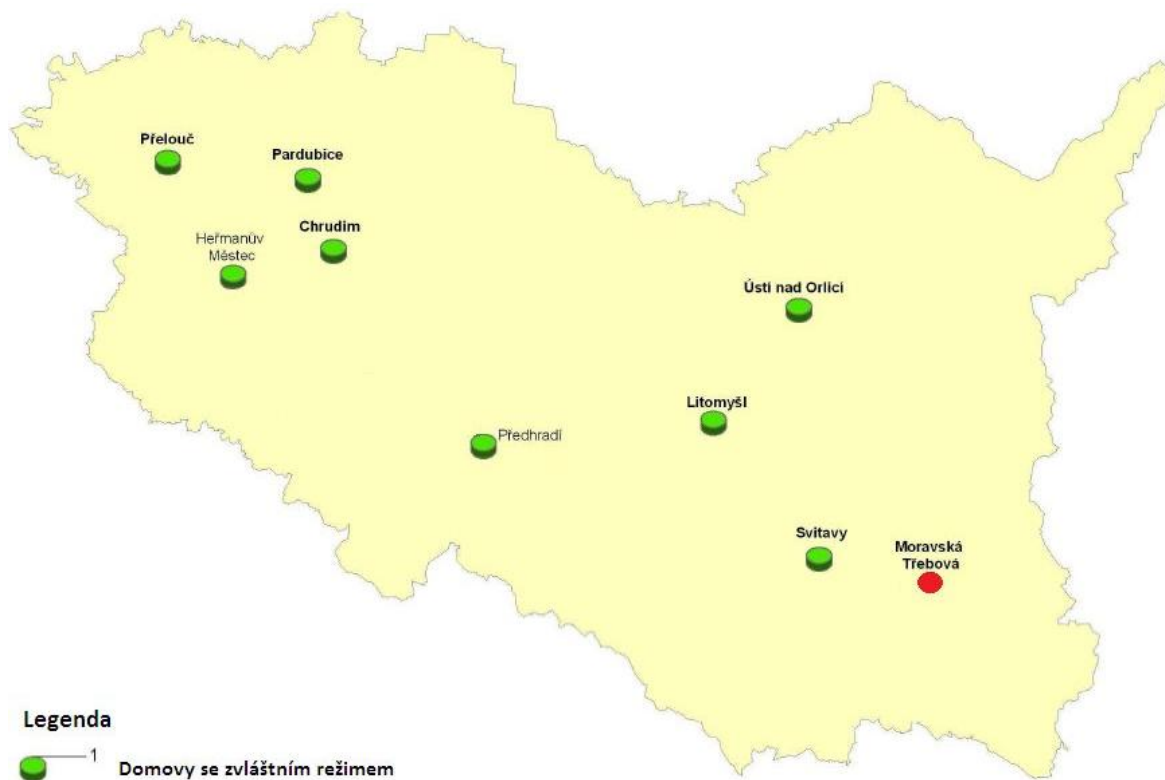 Přelouč
Pardubice
Chrudim
Heřmanův
Městec
Ústí nad Orlicí
Litomyšl
Předhradí
Svitavy
Moravská
Třebová
Legenda
1
Domovy se zvláštním režimem